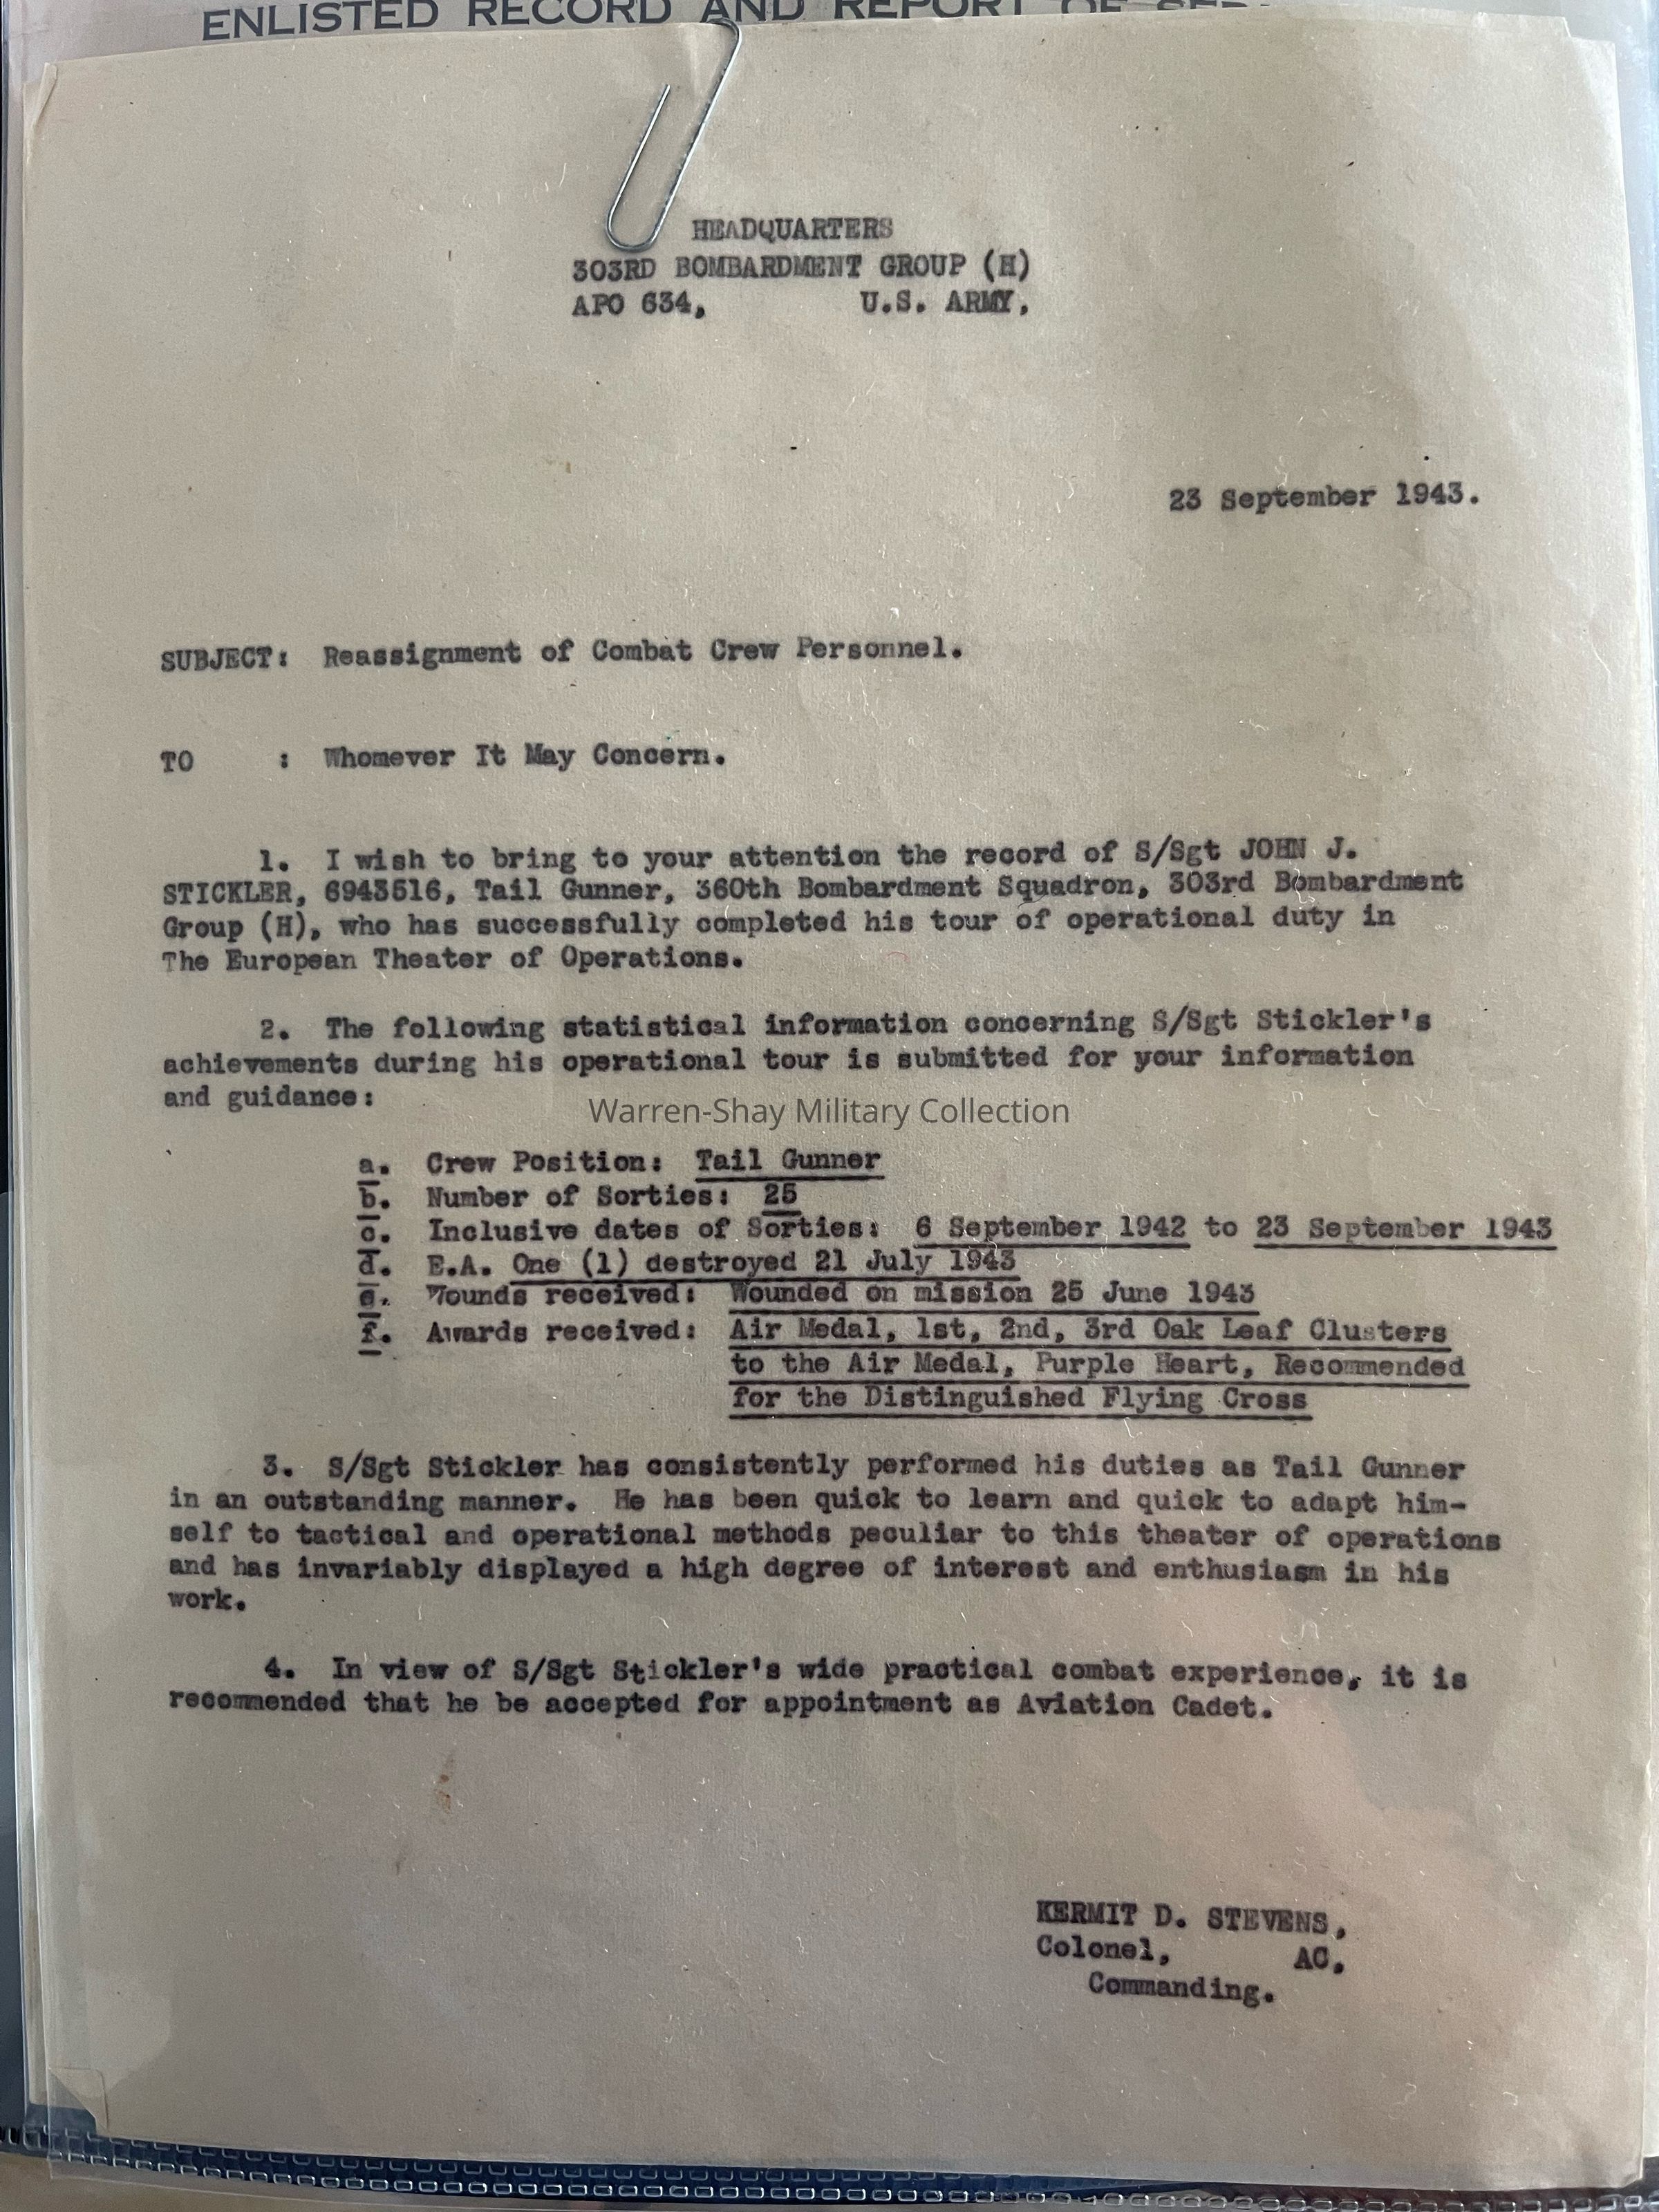 ENLISTED RECORD AND REPORT OF
HEADQUARTERS
303RD BOMBARDMENT GROUP (H)
APO 634, U.S. ARMY,
23 September 1943.
SUBJECT: Reassignment of Combat Crew Personnel.
TO : Whomever It May Concern.
1. I wish to bring to your attention the record of S/Sgt JOHN J.
STICKLER, 6943516, Tail Gunner, 360th Bombardment Squadron, 303rd Bombardment
Group (H), who has successfully completed his tour of operational duty in
The European Theater of Operations.
2. The following statistical information concerning S/Sgt Stickler's
achievements during his operational tour is submitted for your information
and guidance:
Warren-Shay Military Collection
a. Crew Position: Tail Gunner
b. Number of Sorties: 25
c. Inclusive dates of Sorties: 6 September 1942 to 23 September 1943
d. E.A. One (1) destroyed 21 July 1943
e. Wounds received: Wounded on mission 25 June 1943
f. Awards received: Air Medal, 1st, 2nd, 3rd Oak Leaf Clusters
to the Air Medal, Purple Heart, Recommended
for the Distinguished Flying Cross
3. S/Sgt Stickler has consistently performed his duties as Tail Gunner
in an outstanding manner. He has been quick to learn and quick to adapt him-
self to tactical and operational methods peculiar to this theater of operations
and has invariably displayed a high degree of interest and enthusiasm in his
work.
4. In view of S/Sgt Stickler's wide practical combat experience, it is
recommended that he be accepted for appointment as Aviation Cadet.
KERMIT D. STEVENS,
Colonel, AC,
Commanding.